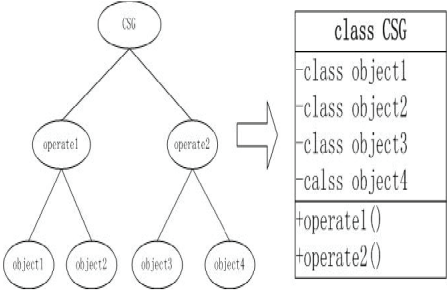 CSG
operate1
operate2
object1
object2
object3
object4
class CSG
-class object1
-class object2
-class object3
-calss object4
+operate1()
+operate2()